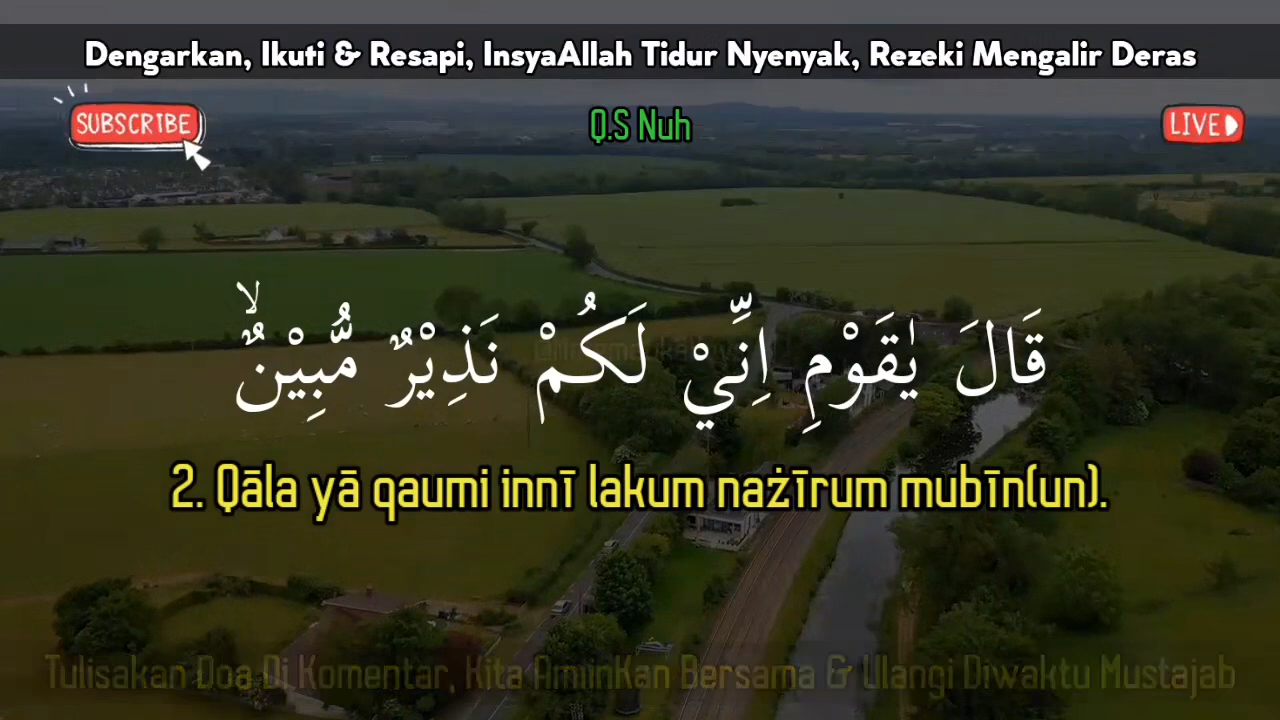 Dengarkan, Ikuti & Resapi, InsyaAllah Tidur Nyenyak, Rezeki Mengalir Deras
SUBSCRIBE
Q.S Nuh
LIVE
قَالَ يٰقَوْمِ اِنِّيْ لَكُمْ نَذِيْرٌ مُّبِيْنٌۙ
2. Qāla yā qaumi innī lakum nażīrum mubīn(un).
Tulisakan Doa Di Komentar, Kita AminKan Bersama & Ulangi Diwaktu Mustajab